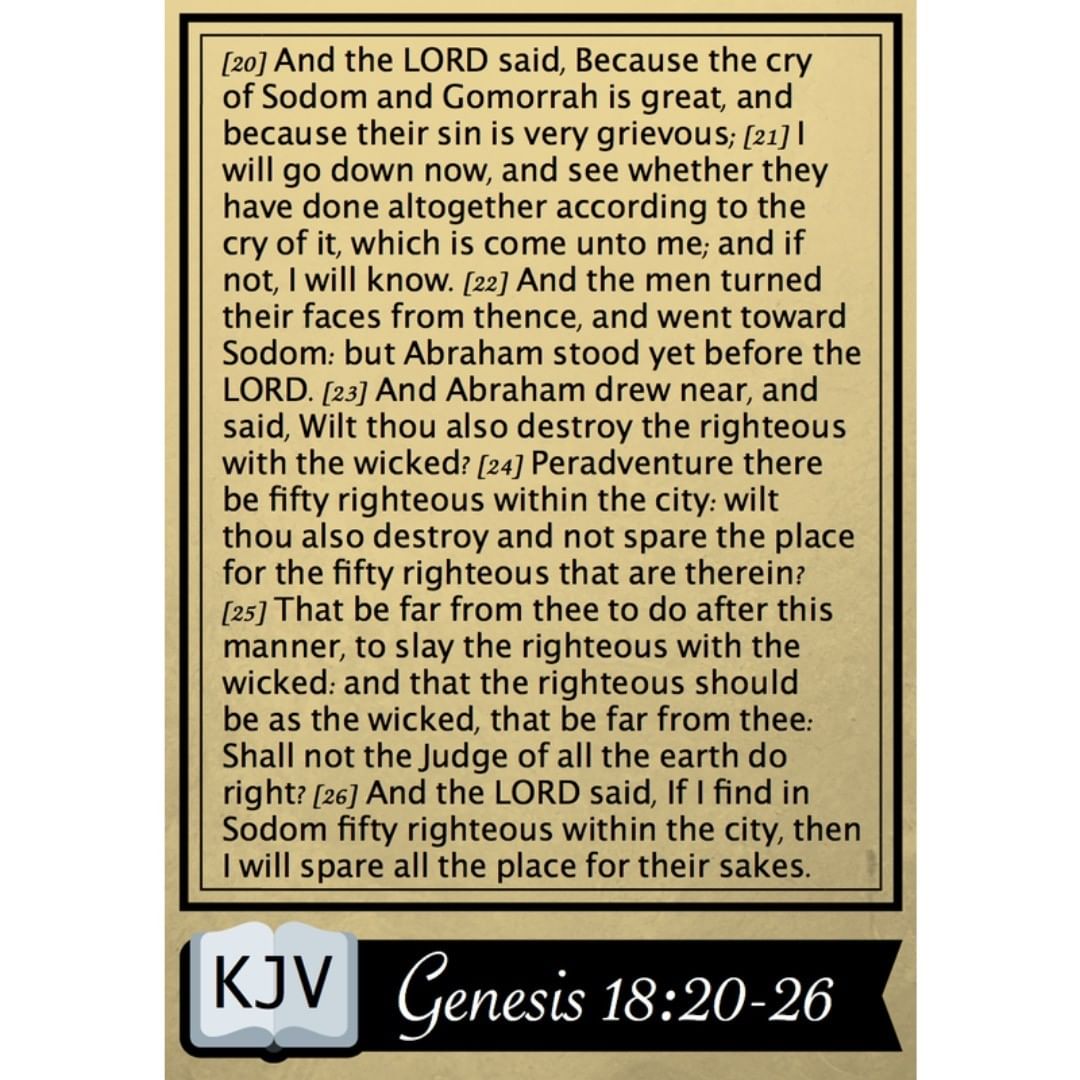 [20] And the LORD said, Because the cry
of Sodom and Gomorrah is great, and
because their sin is very grievous; [21] I
will go down now, and see whether they
have done altogether according to the
cry of it, which is come unto me; and if
not, I will know. [22] And the men turned
their faces from thence, and went toward
Sodom: but Abraham stood yet before the
LORD. [23] And Abraham drew near, and
said, Wilt thou also destroy the righteous
with the wicked? [24] Peradventure there
be fifty righteous within the city: wilt
thou also destroy and not spare the place
for the fifty righteous that are therein?
[25] That be far from thee to do after this
manner, to slay the righteous with the
wicked: and that the righteous should
be as the wicked, that be far from thee:
Shall not the Judge of all the earth do
right? [26] And the LORD said, If I find in
Sodom fifty righteous within the city, then
I will spare all the place for their sakes.
KJV
Genesis 18:20-26